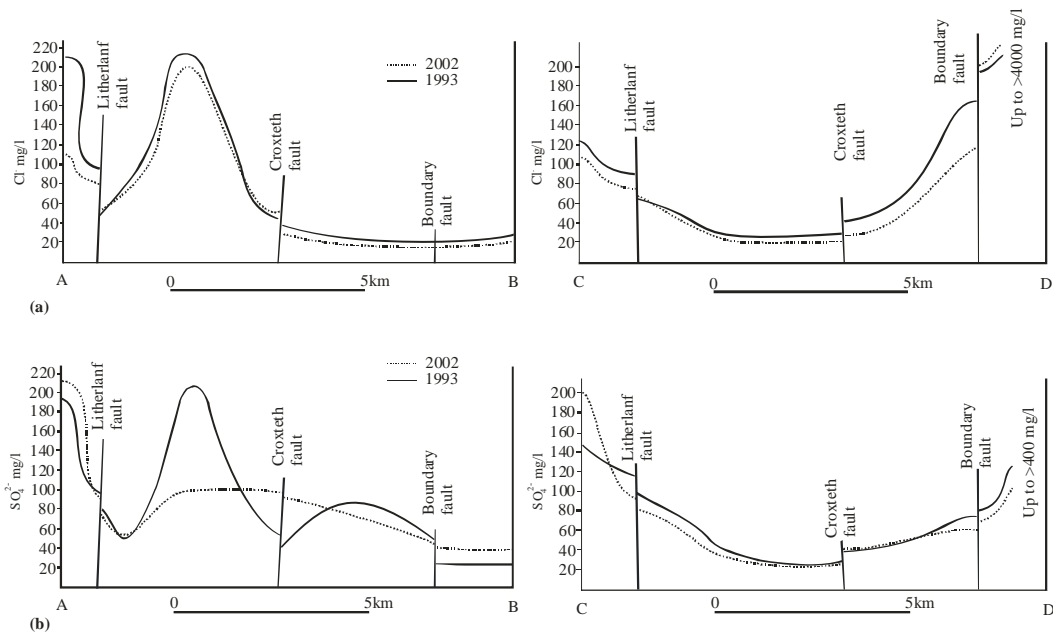 220
200
180
160
140
120
100
80
60
40
20
Cl⁻ mg/l
Litherlanf
fault
2002
1993
Croxteth
fault
Boundary
fault
A
0
5km
B
(a)
220
200
180
160
140
120
100
80
60
40
20
Cl⁻ mg/l
Litherlanf
fault
Croxteth
fault
Boundary
fault
Up to >4000 mg/l
C
0
5km
D
220
200
180
160
140
120
100
80
60
40
20
SO₄²⁻ mg/l
Litherlanf
fault
2002
1993
Croxteth
fault
Boundary
fault
A
0
5km
B
(b)
200
180
160
140
120
100
80
60
40
20
SO₄²⁻ mg/l
Litherlanf
fault
Croxteth
fault
Boundary
fault
Up to >400 mg/l
C
0
5km
D